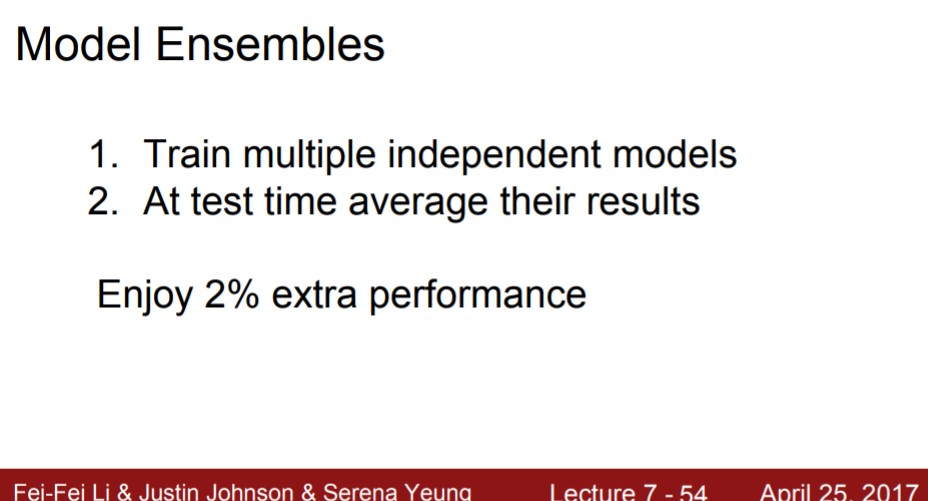 Model Ensembles
1. Train multiple independent models
2. At test time average their results
Enjoy 2% extra performance
Fei-Fei Li & Justin Johnson & Serena Yeung Lecture 7 - 54 April 25, 2017